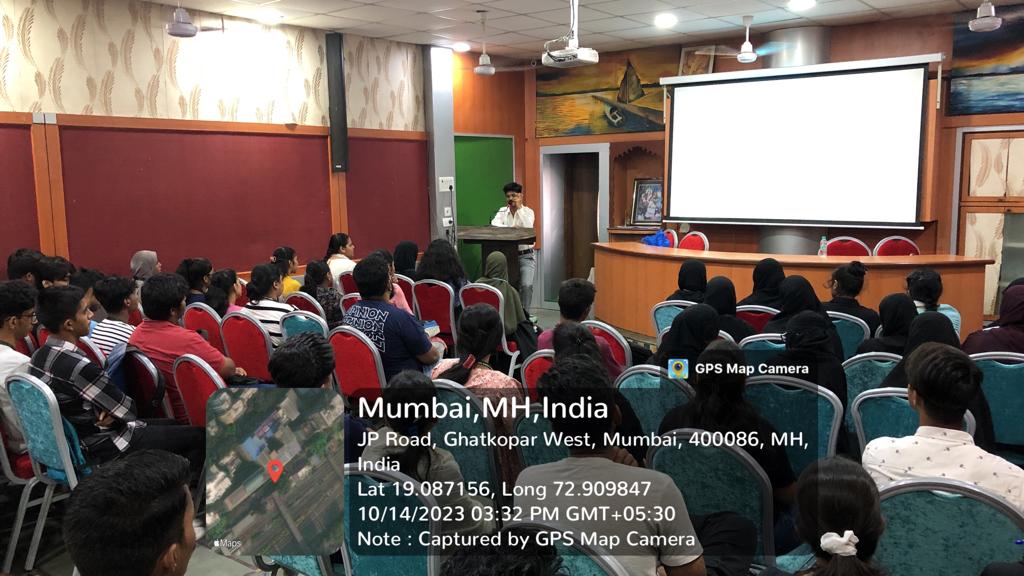 GPS Map Camera
Mumbai,MH,India
JP Road, Ghatkopar West, Mumbai, 400086, MH,
India
Lat 19.087156, Long 72.909847
10/14/2023 03:32 PM GMT+05:30
Note : Captured by GPS Map Camera
Maps